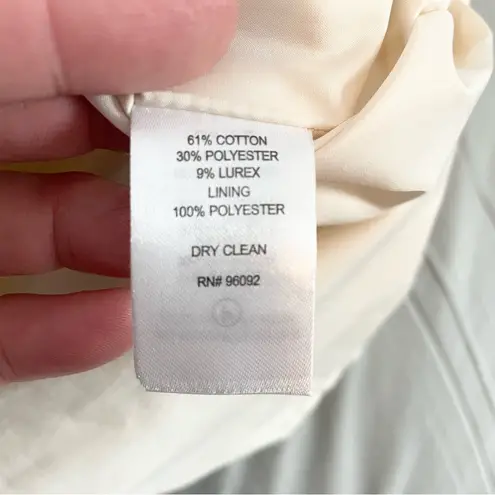 61% COTTON
30% POLYESTER
9% LUREX
LINING
100% POLYESTER
DRY CLEAN
RN# 96092